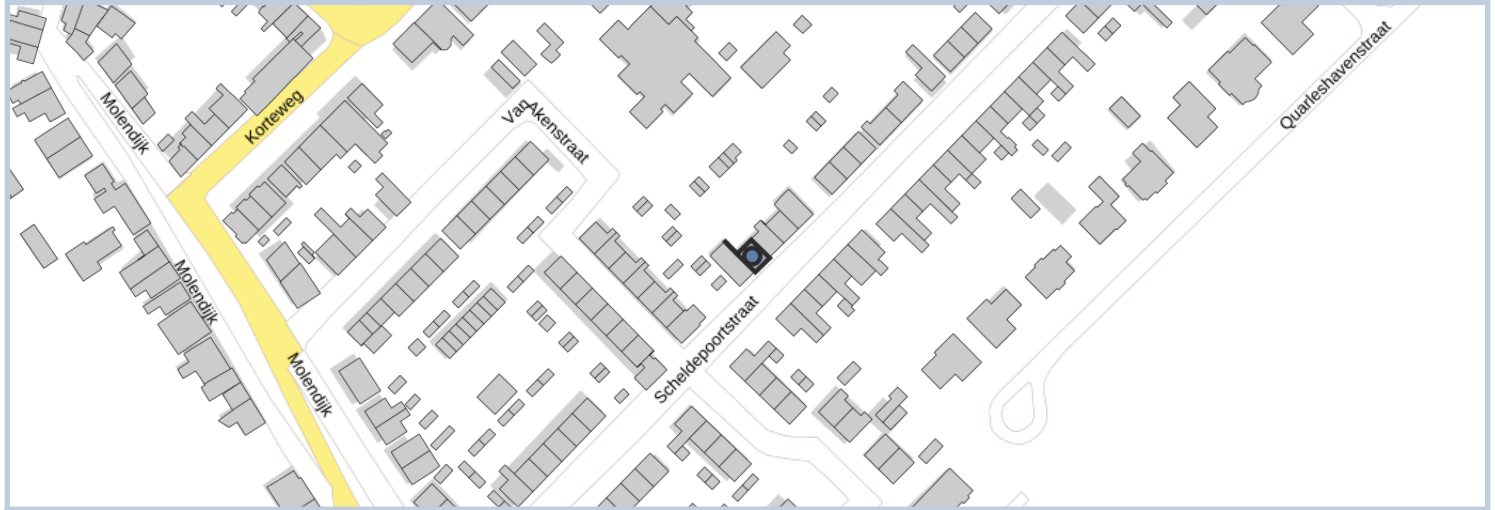 Molendijk
Korteweg
Van
Akenstraat
Quarleshavenstraat
Molendijk
Molendijk
Scheldepoortstraat